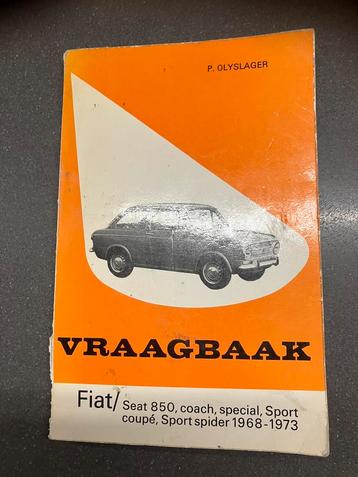 P. OLYSLAGER
VRAAGBAAK
Fiat/ Seat 850, coach, special, Sport
coupé, Sport spider 1968-1973